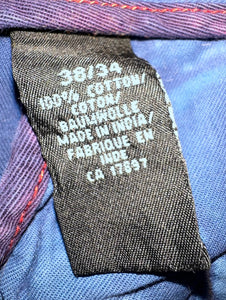 38/34
100% COTTON/
COTON/
BAUMWOLLE
MADE IN INDIA/
FABRIQUE EN
INDE
CA 17897